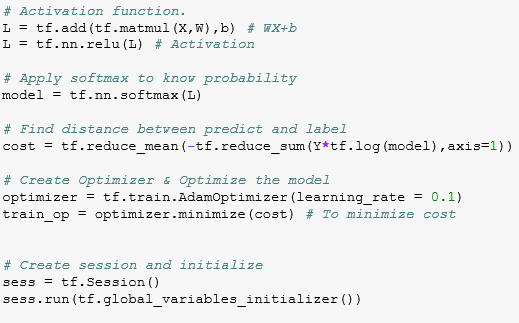 # Activation function.
L = tf.add(tf.matmul(X,W),b) # WX+b
L = tf.nn.relu(L) # Activation
# Apply softmax to know probability
model = tf.nn.softmax(L)
# Find distance between predict and label
cost = tf.reduce_mean(-tf.reduce_sum(Y*tf.log(model),axis=1))
# Create Optimizer & Optimize the model
optimizer = tf.train.AdamOptimizer(learning_rate = 0.1)
train_op = optimizer.minimize(cost) # To minimize cost
# Create session and initialize
sess = tf.Session()
sess.run(tf.global_variables_initializer())